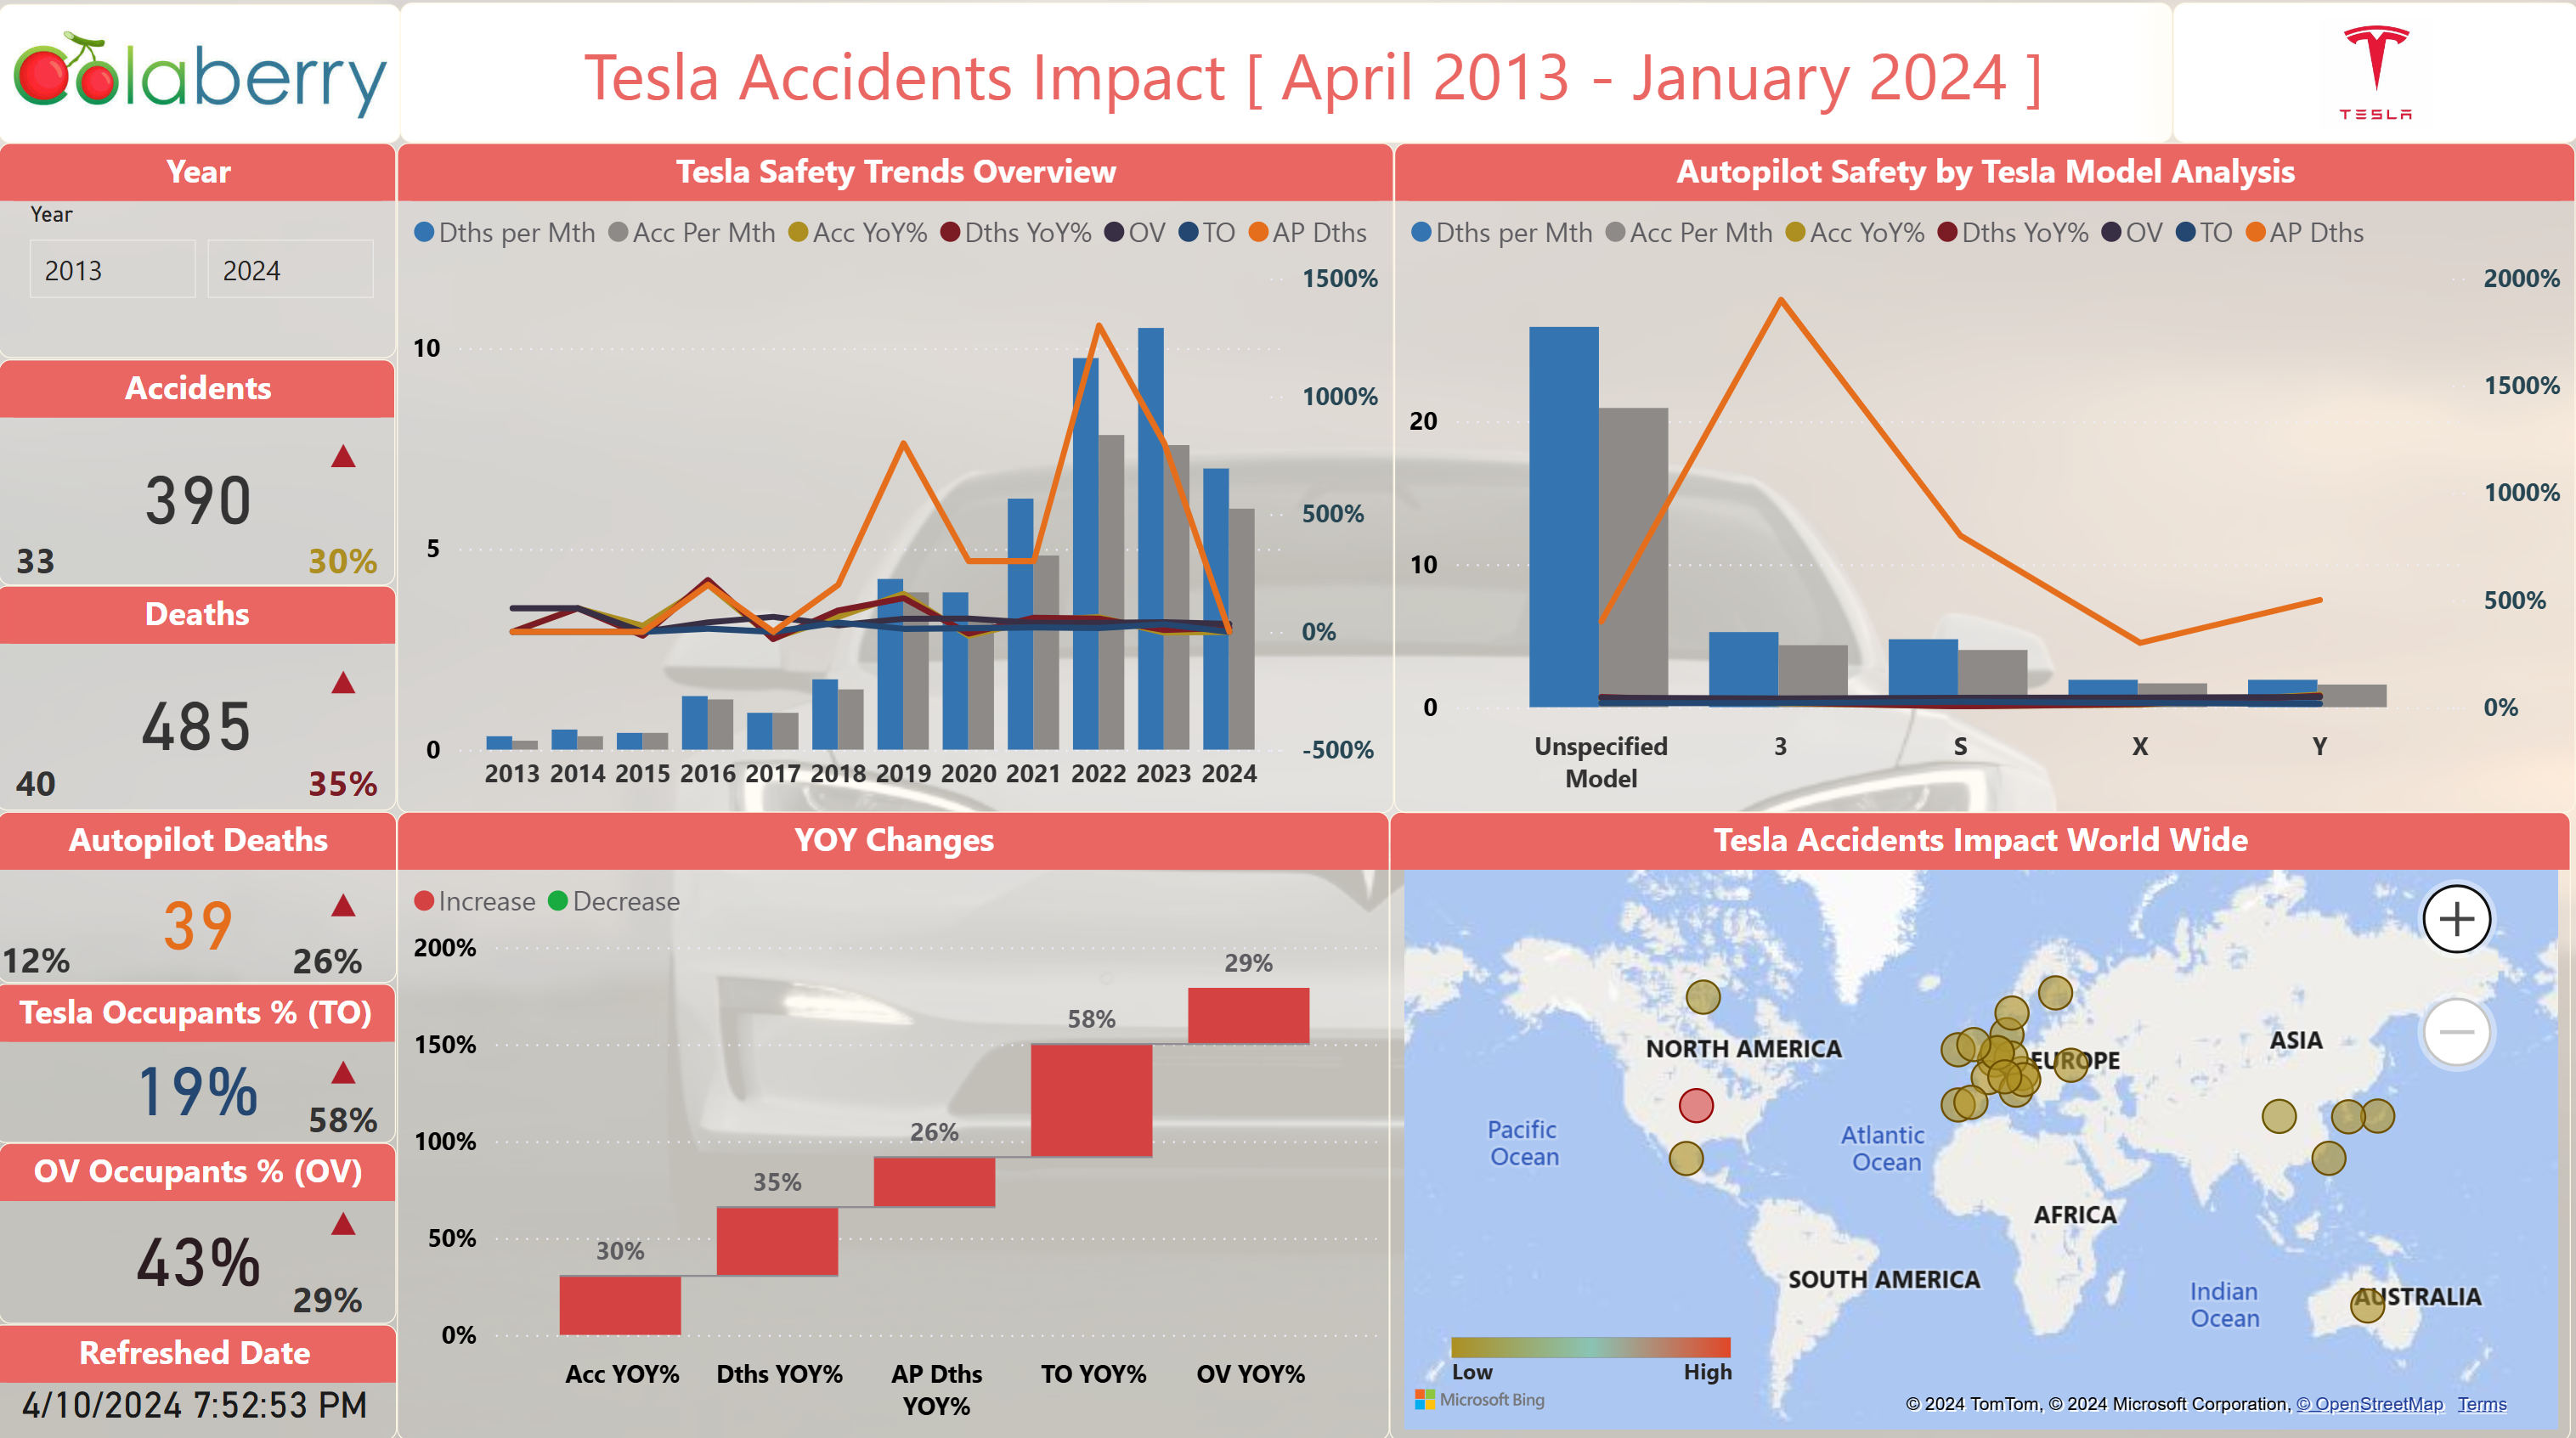 Colaberry
Tesla Accidents Impact [ April 2013 - January 2024 ]
TESLA
Year
Year
2013 2024
Accidents
390
33 30%
Deaths
485
40 35%
Autopilot Deaths
39
12% 26%
Tesla Occupants % (TO)
19%
58%
OV Occupants % (OV)
43%
29%
Refreshed Date
4/10/2024 7:52:53 PM
Tesla Safety Trends Overview
Dths per Mth Acc Per Mth Acc YoY% Dths YoY% OV TO AP Dths
1500%
10
1000%
500%
5
0%
0 -500%
2013 2014 2015 2016 2017 2018 2019 2020 2021 2022 2023 2024
Autopilot Safety by Tesla Model Analysis
Dths per Mth Acc Per Mth Acc YoY% Dths YoY% OV TO AP Dths
2000%
1500%
20
1000%
10
500%
0 0%
Unspecified Model 3 S X Y
YOY Changes
Increase Decrease
200%
29%
58%
150%
26%
100%
35%
50%
30%
0%
Acc YOY% Dths YOY% AP Dths YOY% TO YOY% OV YOY%
Tesla Accidents Impact World Wide
NORTH AMERICA
EUROPE
ASIA
Pacific
Ocean
Atlantic
Ocean
AFRICA
SOUTH AMERICA
Indian
Ocean
AUSTRALIA
Low High
Microsoft Bing
© 2024 TomTom, © 2024 Microsoft Corporation, © OpenStreetMap Terms